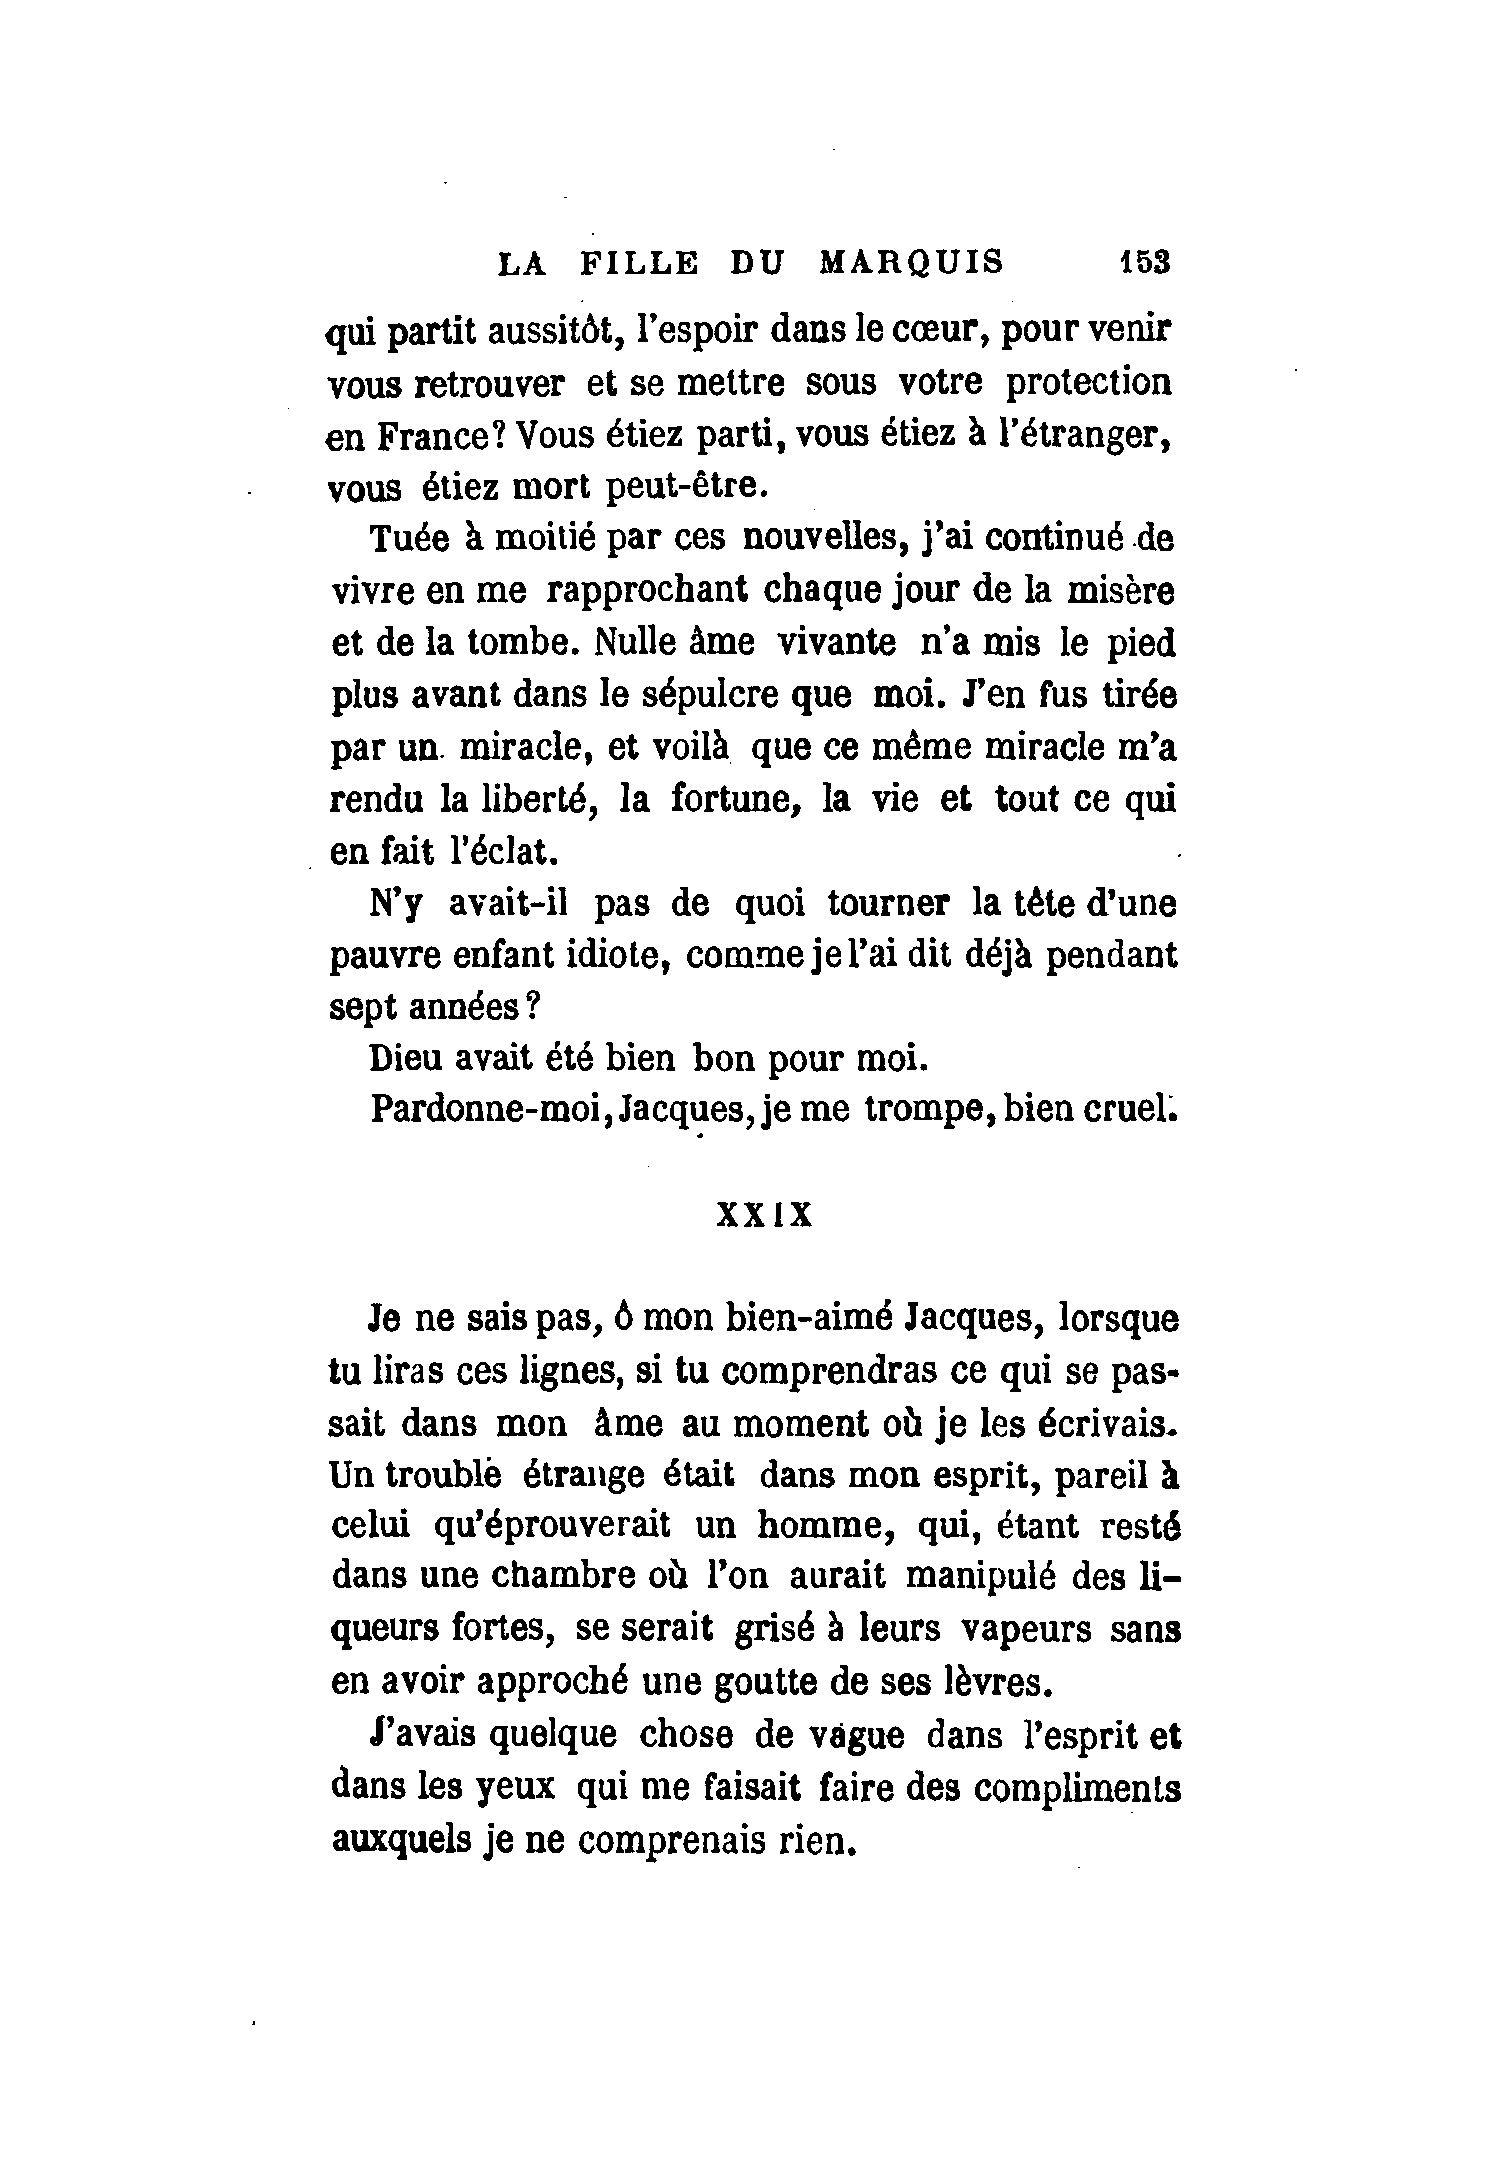 LA FILLE DU MARQUIS 153
qui partit aussitôt, l'espoir dans le cœur, pour venir
vous retrouver et se mettre sous votre protection
en France? Vous étiez parti, vous étiez à l'étranger,
vous étiez mort peut-être.
Tuée à moitié par ces nouvelles, j'ai continué de
vivre en me rapprochant chaque jour de la misère
et de la tombe. Nulle âme vivante n'a mis le pied
plus avant dans le sépulcre que moi. J'en fus tirée
par un miracle, et voilà que ce même miracle m'a
rendu la liberté, la fortune, la vie et tout ce qui
en fait l'éclat.
N'y avait-il pas de quoi tourner la tête d'une
pauvre enfant idiote, comme je l'ai dit déjà pendant
sept années?
Dieu avait été bien bon pour moi.
Pardonne-moi, Jacques, je me trompe, bien cruel.
XXIX
Je ne sais pas, ô mon bien-aimé Jacques, lorsque
tu liras ces lignes, si tu comprendras ce qui se pas-
sait dans mon âme au moment où je les écrivais.
Un trouble étrange était dans mon esprit, pareil à
celui qu'éprouverait un homme, qui, étant resté
dans une chambre où l'on aurait manipulé des li-
queurs fortes, se serait grisé à leurs vapeurs sans
en avoir approché une goutte de ses lèvres.
J'avais quelque chose de vague dans l'esprit et
dans les yeux qui me faisait faire des compliments
auxquels je ne comprenais rien.